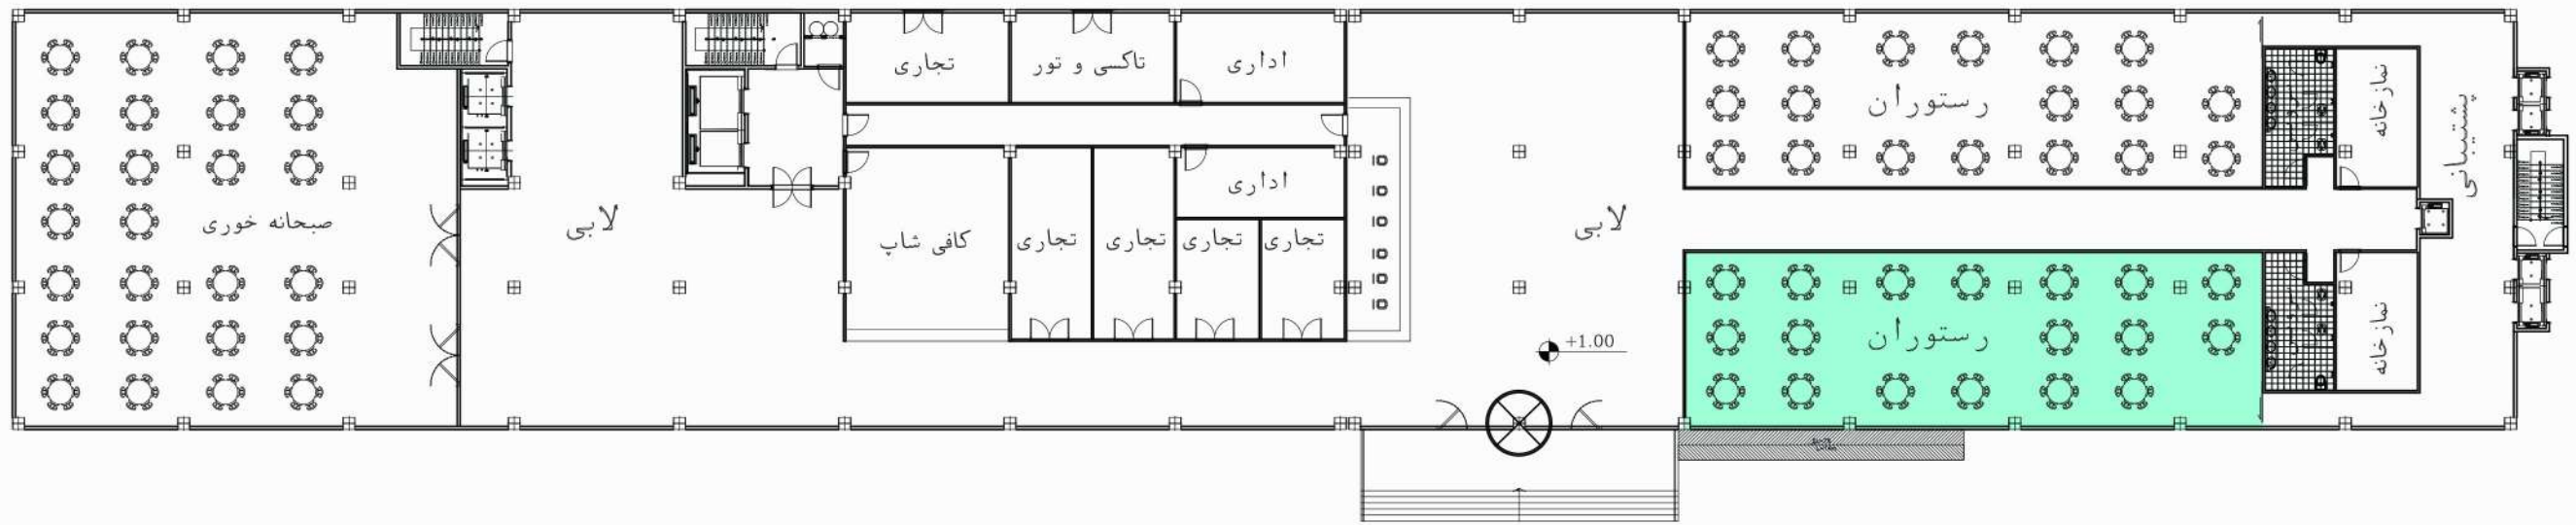 تجاری
تاکسی و تور
اداری
رستوران
نمازخانه
پشتیبانی
صبحانه خوری
لابی
کافی شاپ
تجاری
تجاری
اداری
تجاری
تجاری
لابی
+1.00
رستوران
نمازخانه